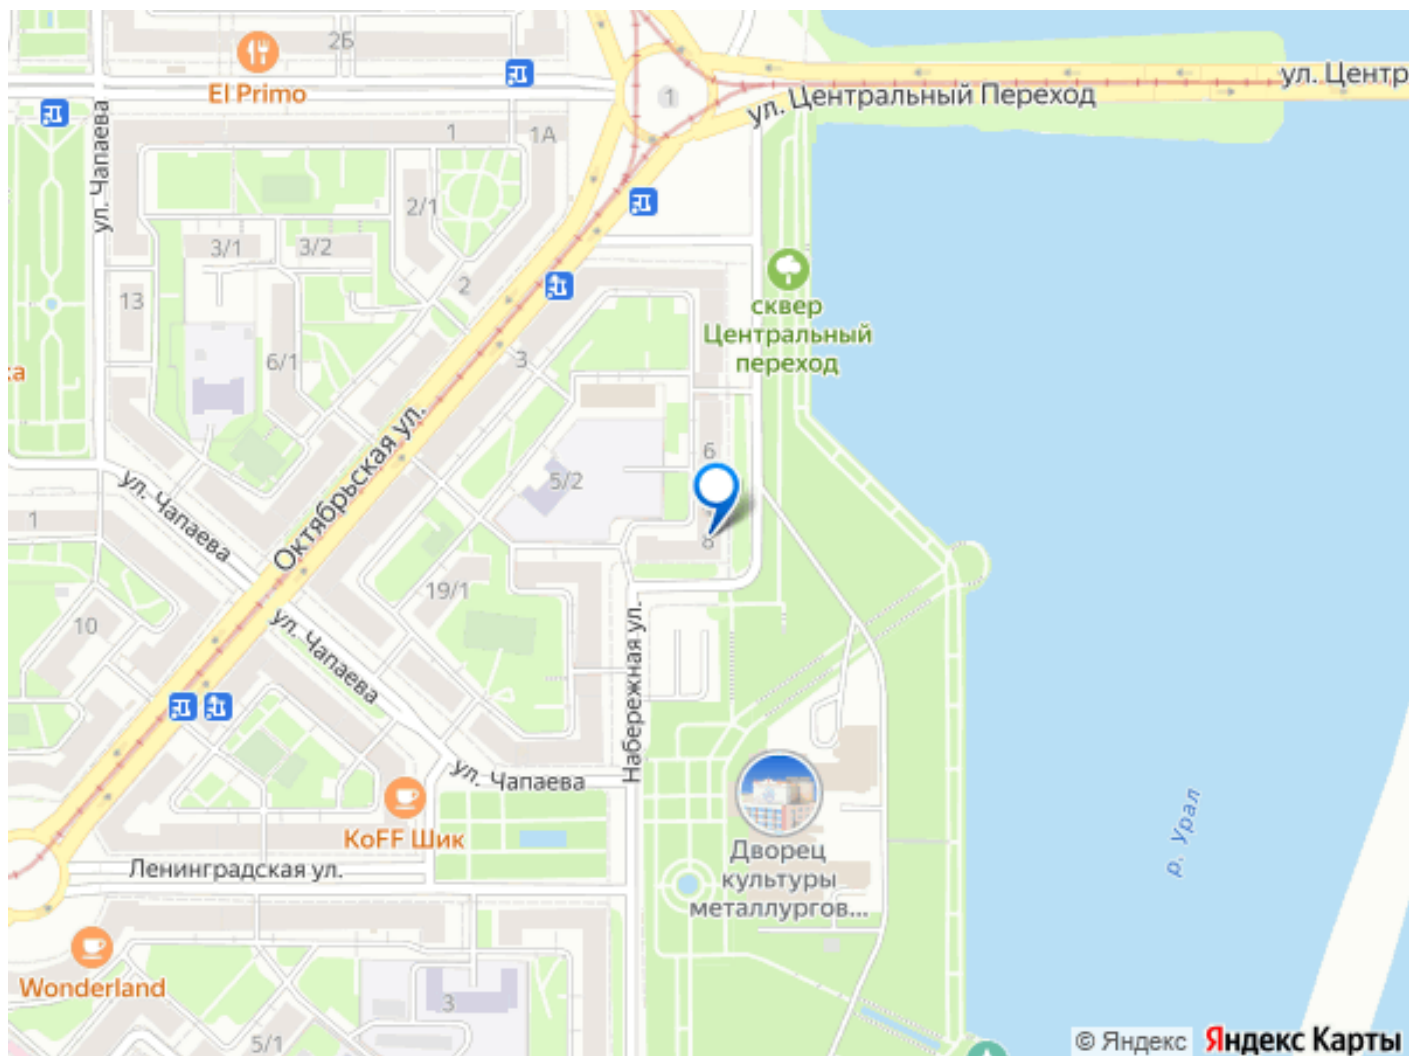 2Б
El Primo
ул. Центр
1
ул. Центральный Переход
ул. Чапаева
1
1А
2/1
3/1
3/2
2
13
сквер
Центральный
переход
6/1
3
ка
Октябрьская ул.
6
5/2
ул. Чапаева
1
8
19/1
10
ул. Чапаева
Набережная ул.
ул. Чапаева
KoFF Шик
р. Урал
Дворец
культуры
металлургов...
Ленинградская ул.
Wonderland
3
5/1
© Яндекс Яндекс Карты